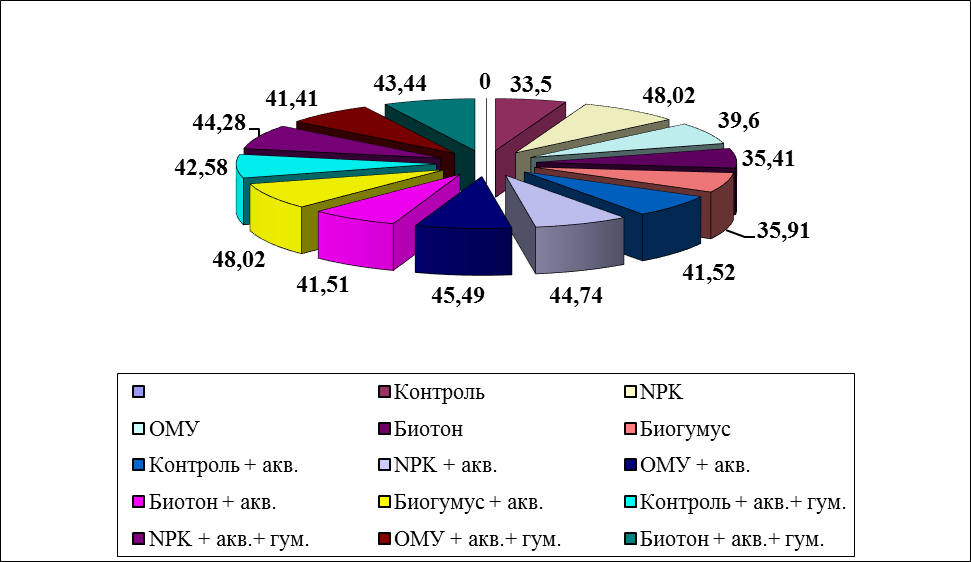 43,44
0
33,5
41,41
48,02
44,28
39,6
42,58
35,41
48,02
35,91
41,51
41,52
45,49
44,74
Контроль
NPK
ОМУ
Биотон
Биогумус
Контроль + акв.
NPK + акв.
ОМУ + акв.
Биотон + акв.
Биогумус + акв.
Контроль + акв.+ гум.
NPK + акв.+ гум.
ОМУ + акв.+ гум.
Биотон + акв.+ гум.